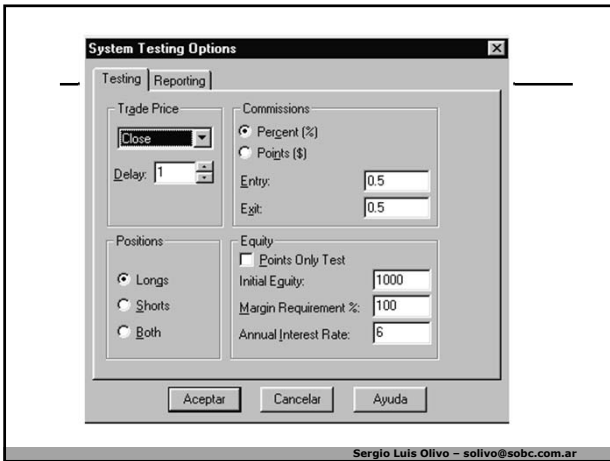 System Testing Options
Testing
Reporting
Trade Price
Close
Delay: 1
Commissions
Percent (%)
Points ($)
Entry: 0.5
Exit: 0.5
Positions
Longs
Shorts
Both
Equity
Points Only Test
Initial Equity: 1000
Margin Requirement %: 100
Annual Interest Rate: 6
Aceptar
Cancelar
Ayuda
Sergio Luis Olivo – solivo@sobc.com.ar